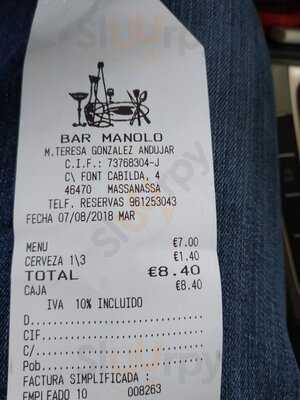 BAR MANOLO
M.TERESA GONZALEZ ANDUJAR
C.I.F.: 73768304-J
C\ FONT CABILDA, 4
46470 MASSANASSA
TELF. RESERVAS 961253043
FECHA 07/08/2018 MAR
MENU €7.00
CERVEZA 1\3 €1.40
TOTAL €8.40
CAJA €8.40
IVA 10% INCLUIDO
D.
CIF
C/
Pob
FACTURA SIMPLIFICADA :
EMPLEADO 10 008263